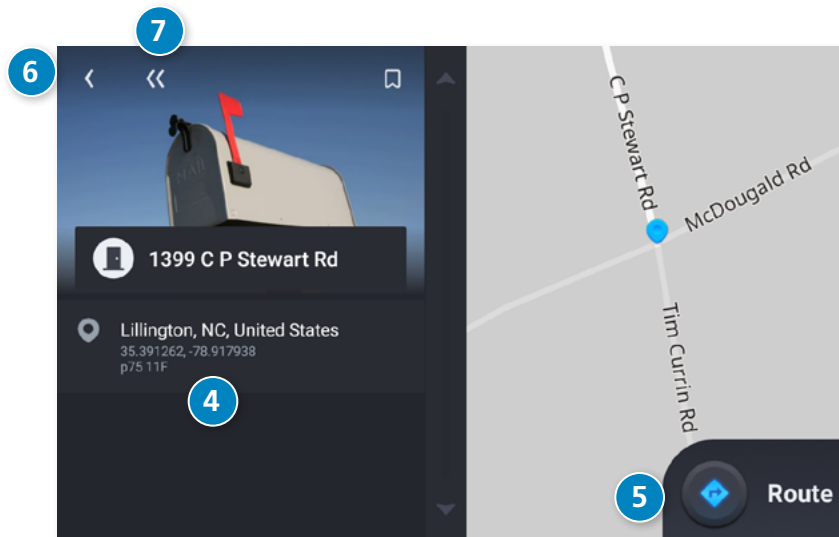 7
6
MAIL
1399 C P Stewart Rd
Lillington, NC, United States
35.391262, -78.917938
p75 11F
4
C P Stewart Rd
McDougald Rd
Tim Currin Rd
5
Route